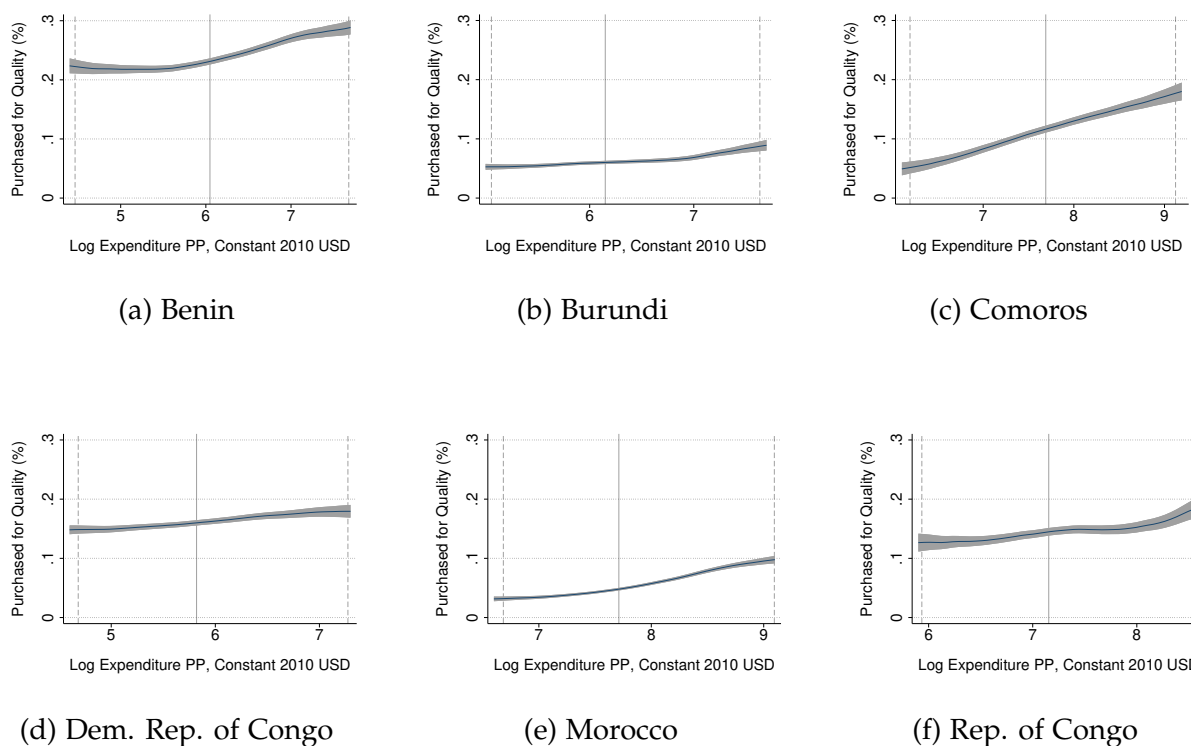 Purchased for Quality (%)
0 .1 .2 .3
5 6 7
Log Expenditure PP, Constant 2010 USD
(a) Benin
Purchased for Quality (%)
0 .1 .2 .3
6 7
Log Expenditure PP, Constant 2010 USD
(b) Burundi
Purchased for Quality (%)
0 .1 .2 .3
7 8 9
Log Expenditure PP, Constant 2010 USD
(c) Comoros
Purchased for Quality (%)
0 .1 .2 .3
5 6 7
Log Expenditure PP, Constant 2010 USD
(d) Dem. Rep. of Congo
Purchased for Quality (%)
0 .1 .2 .3
7 8 9
Log Expenditure PP, Constant 2010 USD
(e) Morocco
Purchased for Quality (%)
0 .1 .2 .3
6 7 8
Log Expenditure PP, Constant 2010 USD
(f) Rep. of Congo